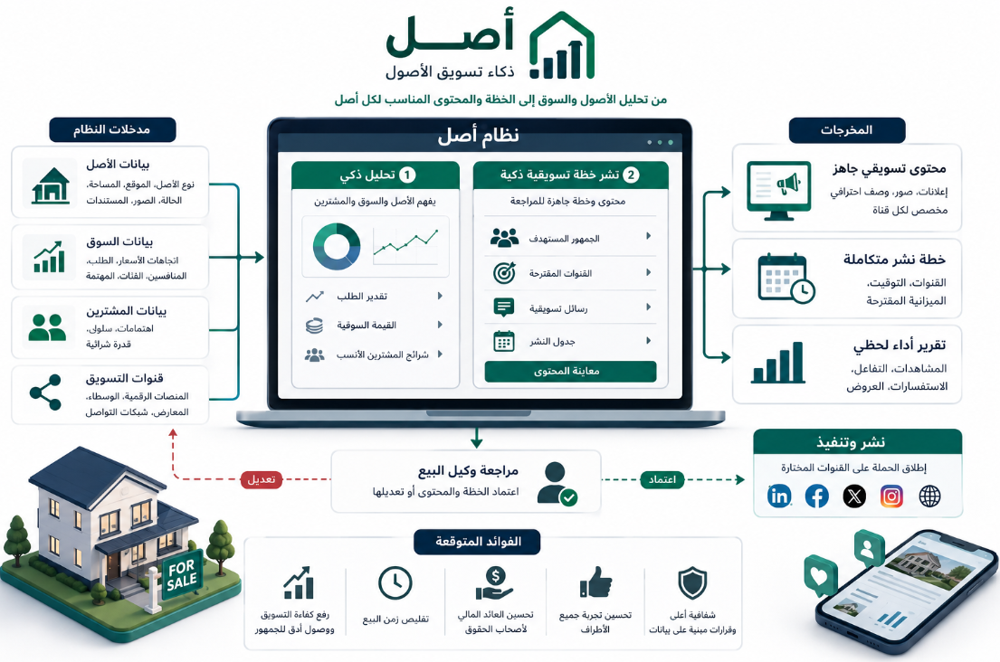 أصـــل
ذكاء تسويق الأصول
من تحليل الأصول والسوق إلى الخظة والمحتوى المناسب لكل أصل
مدخلات النظام
بيانات الأصل
نوع الأصل، الموقع، المساحة،
الحالة، الصور، المستندات
بيانات السوق
اتجاهات الأسعار، الطلب،
المنافسين، الفئات، المهتمة
بيانات المشترين
اهتمامات، سلولى،
قدرة شرائية
قنوات التسويق
المنصات الرقمية، الوسطاء،
المعارض، شبكات التواصل
نظام أصل
1 تحليل ذكي
يفهم الأصل والسوق والمشترين
تقدير الطلب
القيمة السوقية
شرائح المشترين الأنسب
2 تشر خطة تسويقية ذكية
محتوى وخطة جاهزة للمراجعة
الجمهور المستهدف
القنوات المقترحة
رسائل تسويقية
جدول النشر
معاينة المحتوى
المخرجات
محتوى تسويقي جاهز
إعلانات، صور، وصف احترافي
مخصص لكل قناة
خطة نشر متكاملة
القنوات، التوقيت،
الميزانية المقترحة
تقرير أداء لحظي
المشاهدات، التفاعل،
الاستفسارات، العروض
مراجعة وكيل البيع
اعتماد الخظة والمحتوى أو تعديلها
تعديل
اعتماد
نشر وتنفيذ
إطلاق الحملة على القنوات المختارة
in
f
X
FOR
SALE
الفوائد المتوقعة
رفع كفاءة التسويق
ووصول أدق للجمهور
تقليص زمن البيع
$
تحسين العائد المالي
لأصحاب الحقوق
تحسين تجربة جميع
الأطراف
شفافية أعلى
وقرارات مبنية على بيانات